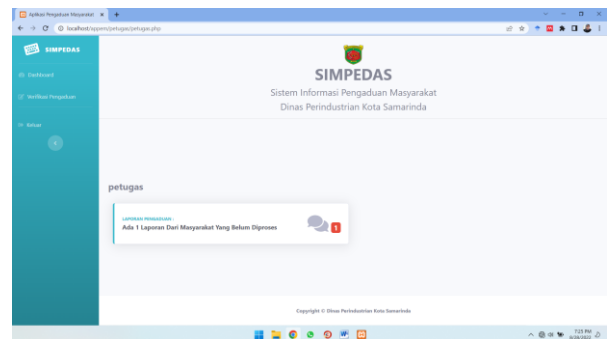 Aplikasi Pengaduan Masyarakat
localhost/appem/petugas/petugas.php
SIMPEDAS
Dashboard
Verifikasi Pengaduan
Keluar
SIMPEDAS
Sistem Informasi Pengaduan Masyarakat
Dinas Perindustrian Kota Samarinda
petugas
LAPORAN PENGADUAN :
Ada 1 Laporan Dari Masyarakat Yang Belum Diproses
1
Copyright © Dinas Perindustrian Kota Samarinda
7:25 PM